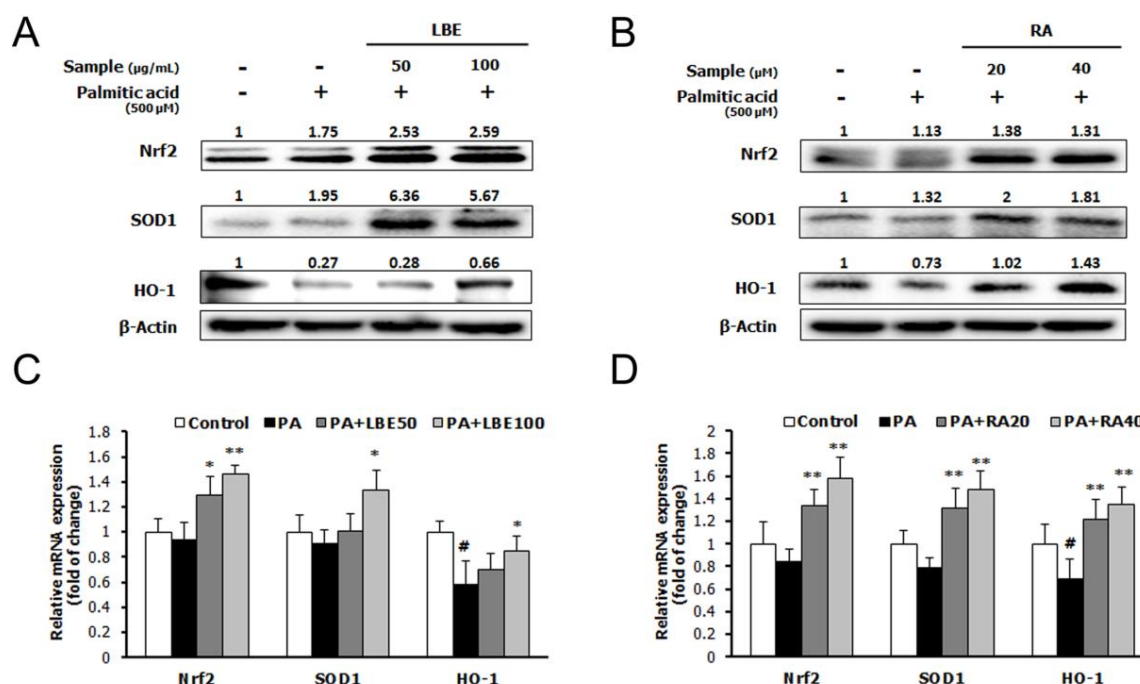 A
LBE
Sample (µg/mL) - - 50 100
Palmitic acid - + + +
(500 µM)
1 1.75 2.53 2.59
Nrf2
1 1.95 6.36 5.67
SOD1
1 0.27 0.28 0.66
HO-1
β-Actin
B
RA
Sample (µM) - - 20 40
Palmitic acid - + + +
(500 µM)
1 1.13 1.38 1.31
Nrf2
1 1.32 2 1.81
SOD1
1 0.73 1.02 1.43
HO-1
β-Actin
C
Control PA PA+LBE50 PA+LBE100
Relative mRNA expression
(fold of change)
1.8
1.6
1.4
1.2
1
0.8
0.6
0.4
0.2
0
* ** * # *
Nrf2 SOD1 HO-1
D
Control PA PA+RA20 PA+RA40
Relative mRNA expression
(fold of change)
2
1.8
1.6
1.4
1.2
1
0.8
0.6
0.4
0.2
0
** ** ** ** # ** **
Nrf2 SOD1 HO-1